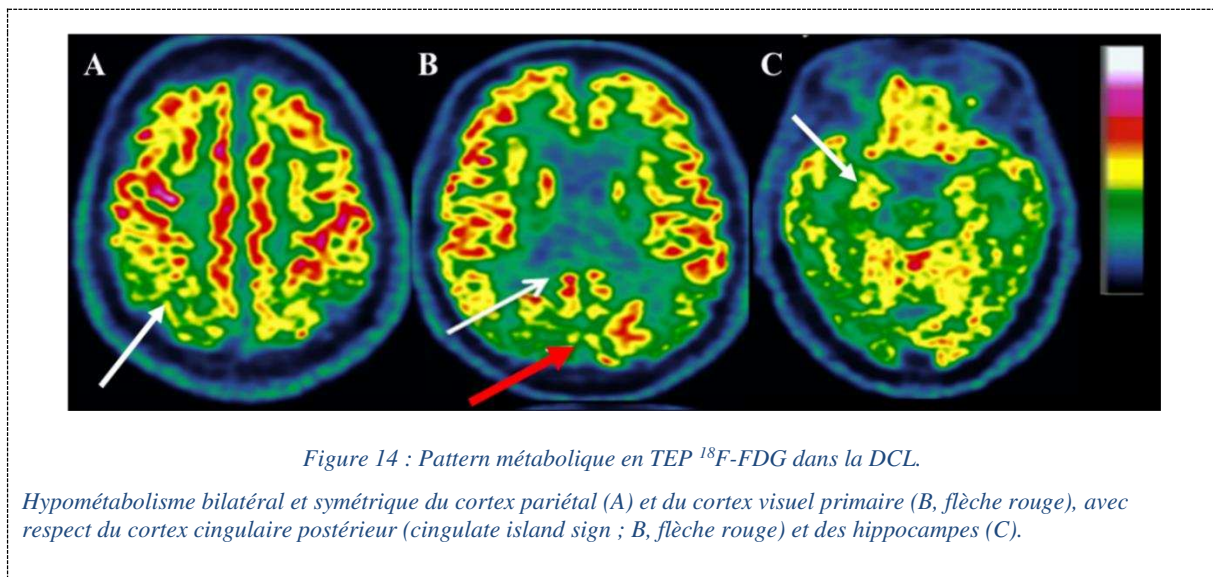 A B C
Figure 14 : Pattern métabolique en TEP ¹⁸F-FDG dans la DCL.
Hypométabolisme bilatéral et symétrique du cortex pariétal (A) et du cortex visuel primaire (B, flèche rouge), avec
respect du cortex cingulaire postérieur (cingulate island sign ; B, flèche rouge) et des hippocampes (C).